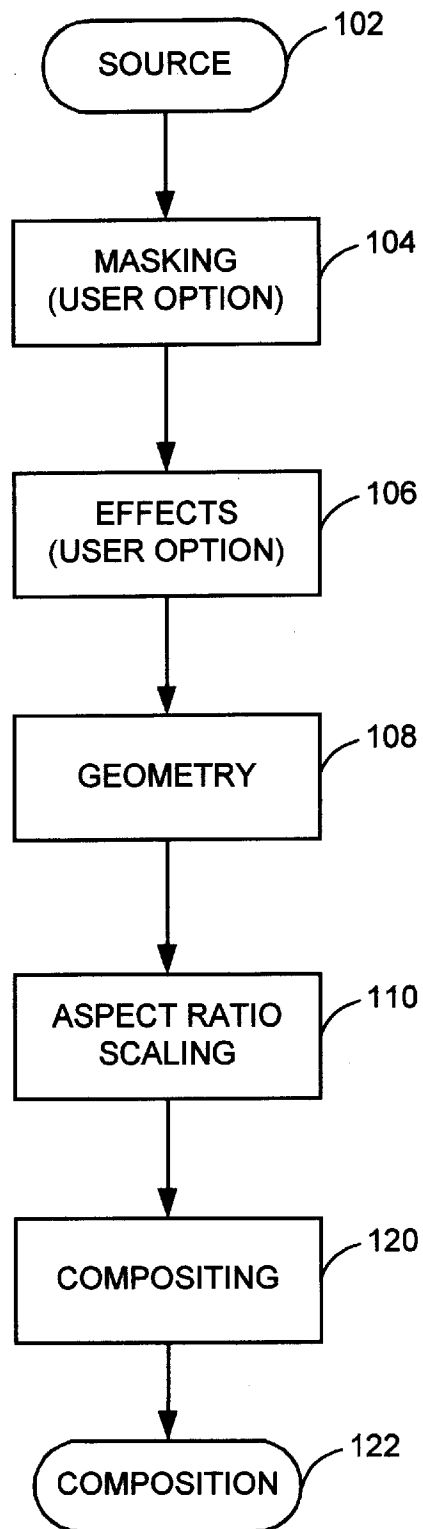 102
SOURCE
104
MASKING
(USER OPTION)
106
EFFECTS
(USER OPTION)
108
GEOMETRY
110
ASPECT RATIO
SCALING
120
COMPOSITING
122
COMPOSITION